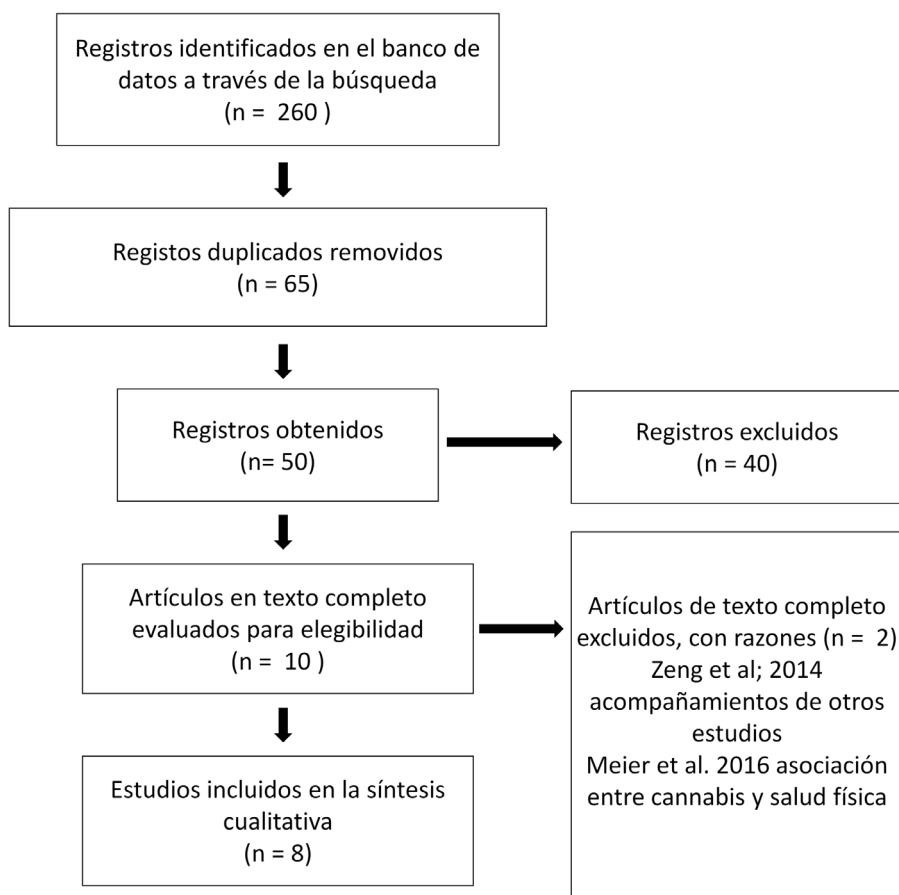 Registros identificados en el banco de
datos a través de la búsqueda
(n =  260 )
Registos duplicados removidos
(n = 65)
Registros obtenidos
(n= 50)
Registros excluidos
(n = 40)
Artículos en texto completo
evaluados para elegibilidad
(n =  10 )
Artículos de texto completo
excluidos, con razones (n =  2)
Zeng et al; 2014
acompañamientos de otros
estudios
Meier et al. 2016 asociación
entre cannabis y salud física
Estudios incluidos en la síntesis
cualitativa
(n = 8)